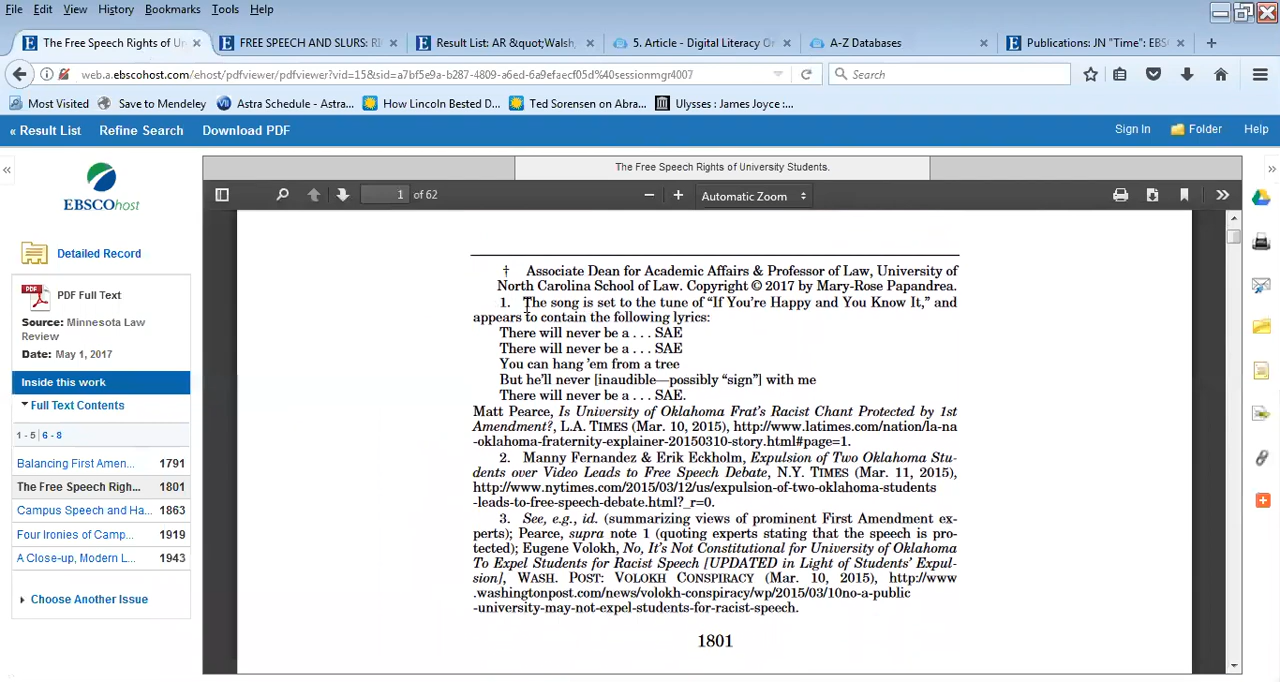 File Edit View History Bookmarks Tools Help
The Free Speech Rights of Un
FREE SPEECH AND SLURS: RI
Result List: AR &quot;Walsh,
5. Article - Digital Literacy Or
A-Z Databases
Publications: JN "Time": EBS
web.a.ebscohost.com/ehost/pdfviewer/pdfviewer?vid=15&sid=a7bf5e9a-b287-4809-a6ed-6a9efaecf05d%40sessionmgr4007
Search
Most Visited
Save to Mendeley
Astra Schedule - Astra...
How Lincoln Bested D...
Ted Sorensen on Abra...
Ulysses : James Joyce :...
« Result List Refine Search Download PDF
Sign In Folder Help
The Free Speech Rights of University Students.
1 of 62
Automatic Zoom
EBSCOhost
Detailed Record
PDF Full Text
Source: Minnesota Law
Review
Date: May 1, 2017
Inside this work
Full Text Contents
1 - 5 | 6 - 8
Balancing First Amen... 1791
The Free Speech Righ... 1801
Campus Speech and Ha... 1863
Four Ironies of Camp... 1919
A Close-up, Modern L... 1943
Choose Another Issue
† Associate Dean for Academic Affairs & Professor of Law, University of
North Carolina School of Law. Copyright © 2017 by Mary-Rose Papandrea.
1. The song is set to the tune of “If You’re Happy and You Know It,” and
appears to contain the following lyrics:
There will never be a . . . SAE
There will never be a . . . SAE
You can hang ’em from a tree
But he’ll never [inaudible—possibly “sign”] with me
There will never be a . . . SAE.
Matt Pearce, Is University of Oklahoma Frat’s Racist Chant Protected by 1st
Amendment?, L.A. TIMES (Mar. 10, 2015), http://www.latimes.com/nation/la-na
-oklahoma-fraternity-explainer-20150310-story.html#page=1.
2. Manny Fernandez & Erik Eckholm, Expulsion of Two Oklahoma Stu-
dents over Video Leads to Free Speech Debate, N.Y. TIMES (Mar. 11, 2015),
http://www.nytimes.com/2015/03/12/us/expulsion-of-two-oklahoma-students
-leads-to-free-speech-debate.html?_r=0.
3. See, e.g., id. (summarizing views of prominent First Amendment ex-
perts); Pearce, supra note 1 (quoting experts stating that the speech is pro-
tected); Eugene Volokh, No, It’s Not Constitutional for University of Oklahoma
To Expel Students for Racist Speech [UPDATED in Light of Students’ Expul-
sion], WASH. POST: VOLOKH CONSPIRACY (Mar. 10, 2015), http://www
.washingtonpost.com/news/volokh-conspiracy/wp/2015/03/10no-a-public
-university-may-not-expel-students-for-racist-speech.
1801